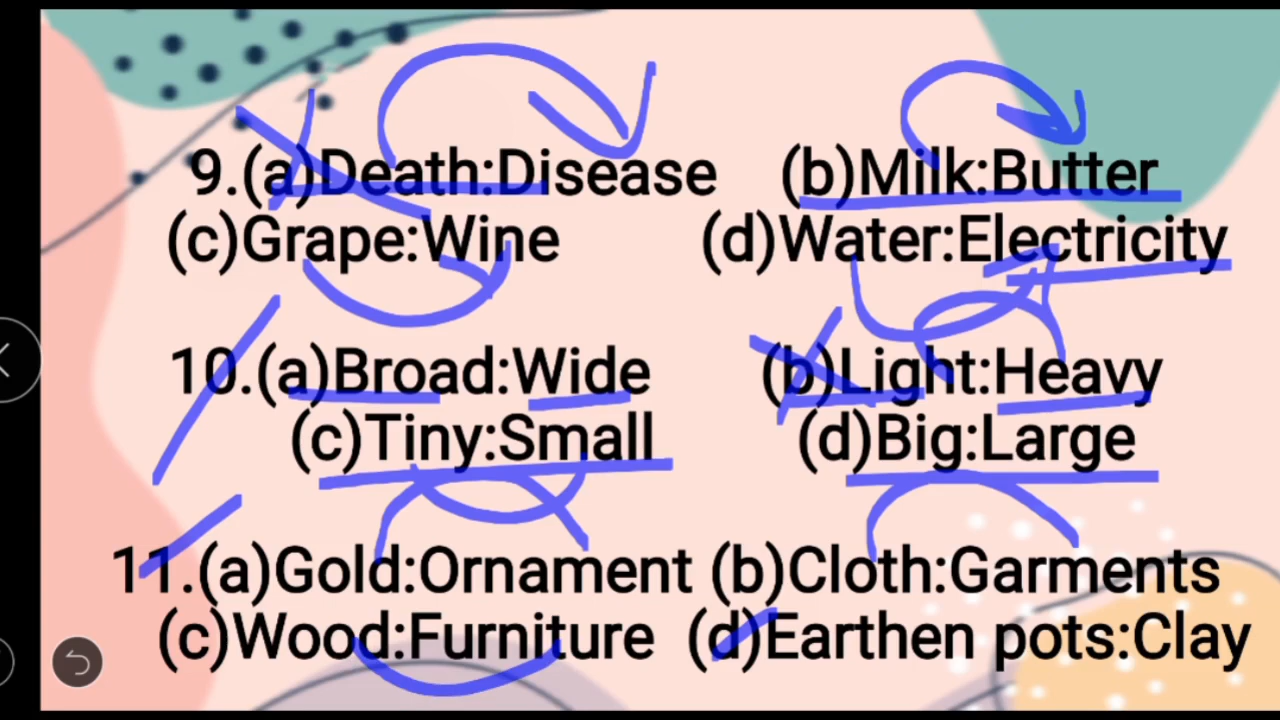 9.(a)Death:Disease (b)Milk:Butter
(c)Grape:Wine (d)Water:Electricity
10.(a)Broad:Wide (b)Light:Heavy
(c)Tiny:Small (d)Big:Large
11.(a)Gold:Ornament (b)Cloth:Garments
(c)Wood:Furniture (d)Earthen pots:Clay